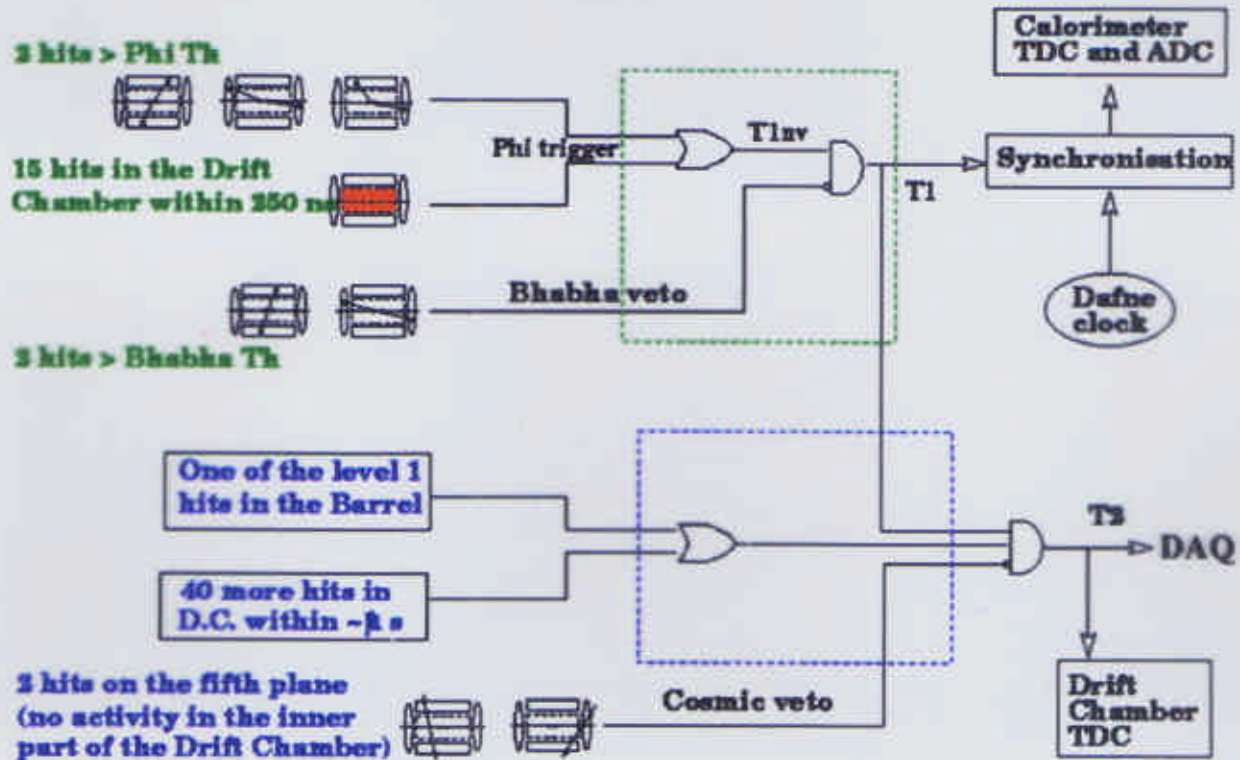 2 hits > Phi Th
Calorimeter
TDC and ADC
Phi trigger
T1nv
15 hits in the Drift
Chamber within 250
T1
Synchronisation
Bhabha veto
Dafne
clock
2 hits > Bhabha Th
One of the level 1
hits in the Barrel
T2
DAQ
40 more hits in
D.C. within
2 hits on the fifth plane
(no activity in the inner
part of the Drift Chamber)
Cosmic veto
Drift
Chamber
TDC